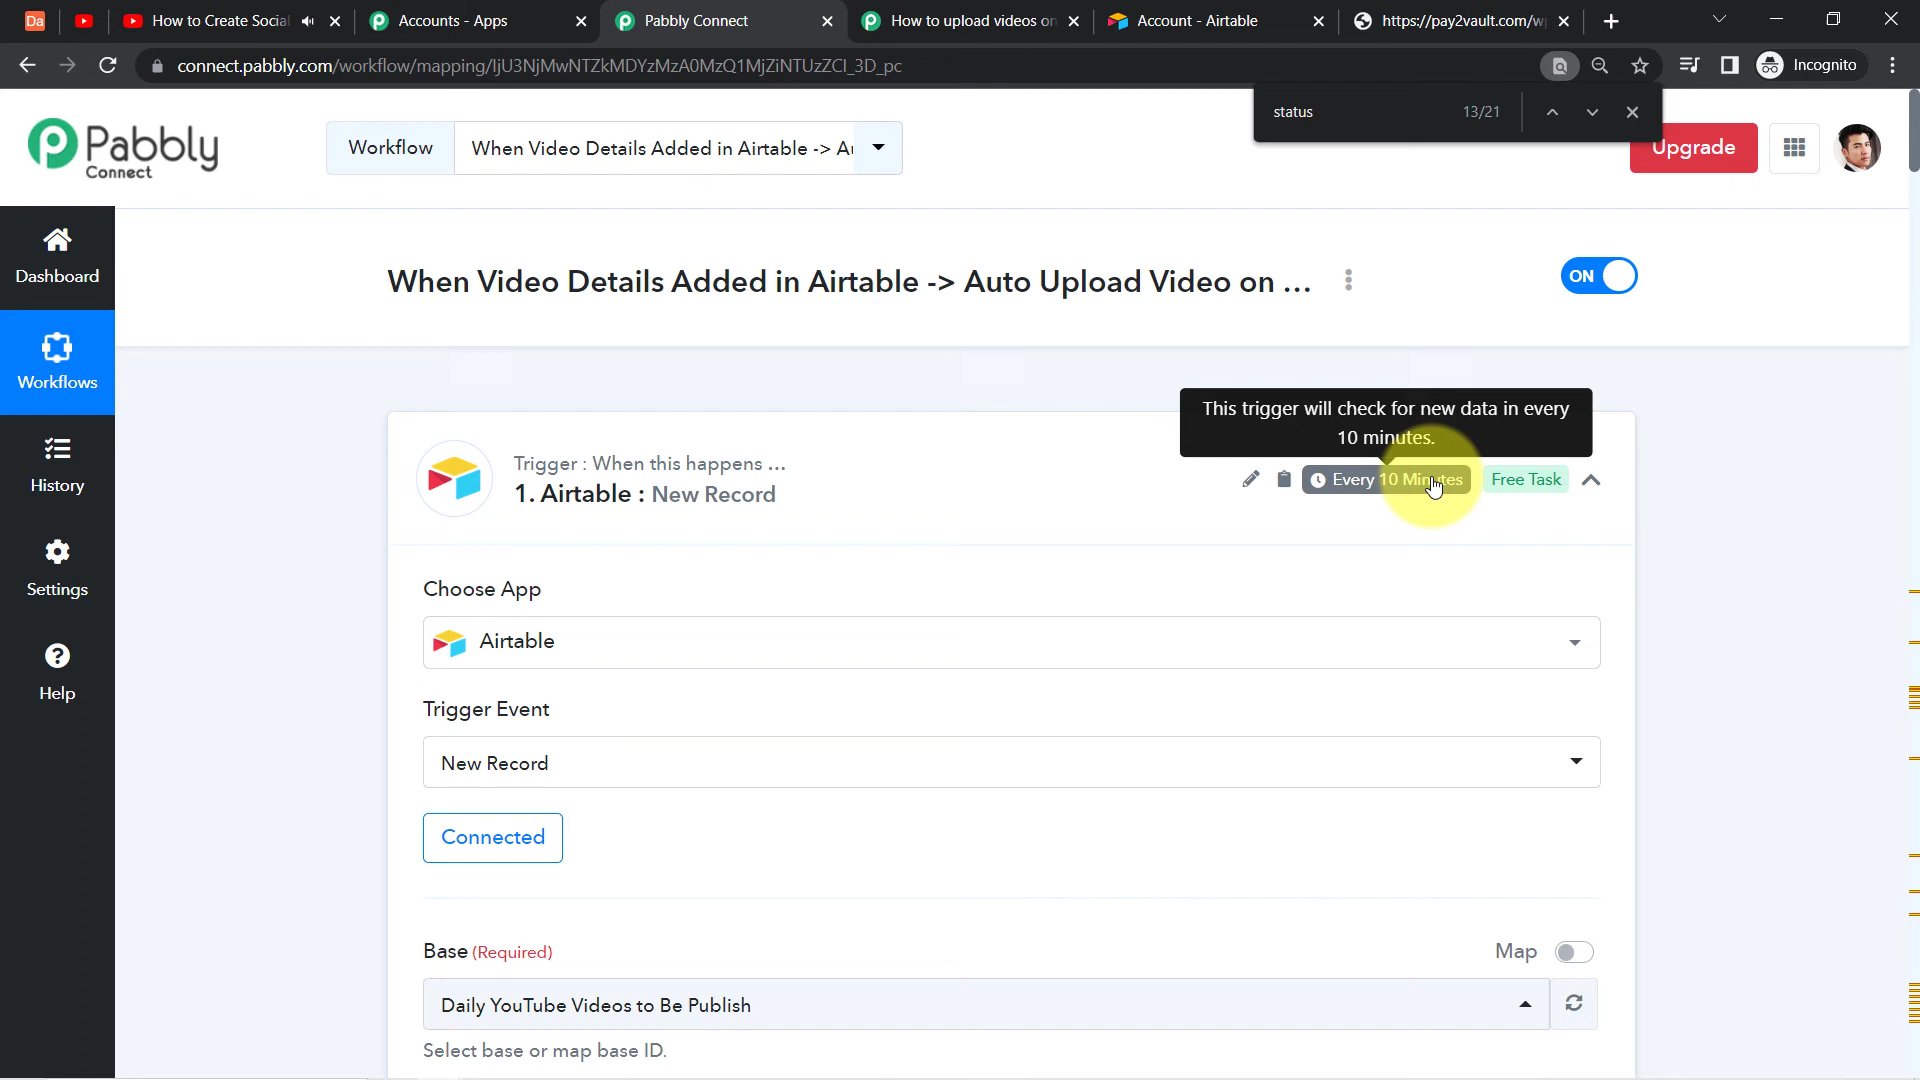 Da
How to Create Social
Accounts - Apps
Pabbly Connect
How to upload videos on
Account - Airtable
https://pay2vault.com/wp
connect.pabbly.com/workflow/mapping/IjU3NjMwNTZkMDYzMzA0MzQ1MjZiNTUzZCI_3D_pc
Incognito
status 13/21
Pabbly
Connect
Workflow
When Video Details Added in Airtable -> Au
Upgrade
Dashboard
Workflows
History
Settings
Help
When Video Details Added in Airtable -> Auto Upload Video on ...
ON
This trigger will check for new data in every
10 minutes.
Trigger : When this happens ...
1. Airtable : New Record
Every 10 Minutes
Free Task
Choose App
Airtable
Trigger Event
New Record
Connected
Base (Required)
Map
Daily YouTube Videos to Be Publish
Select base or map base ID.